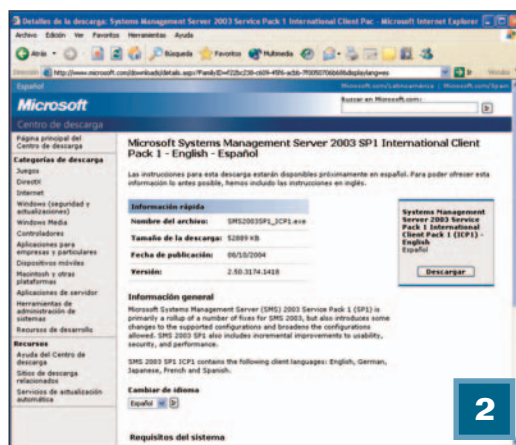 Detalles de la descarga: Systems Management Server 2003 Service Pack 1 International Client Pac - Microsoft Internet Explorer
Archivo Edición Ver Favoritos Herramientas Ayuda
Atrás Búsqueda Favoritos Multimedia
Dirección Vínculos
Español Microsoft.com/Latinoamerica | Microsoft.com/Spain
Microsoft Buscar en Microsoft.com:
Centro de descarga
Página principal del
Centro de descarga
Categorías de descarga
Juegos
DirectX
Internet
Windows (seguridad y
actualizaciones)
Windows Media
Controladores
Aplicaciones para
empresas y particulares
Dispositivos móviles
Macintosh y otras
plataformas
Aplicaciones de servidor
Herramientas de
administración de
sistemas
Recursos de desarrollo
Recursos
Ayuda del Centro de
descarga
Sitios de descarga
relacionados
Servicios de actualización
automática
Microsoft Systems Management Server 2003 SP1 International Client
Pack 1 - English - Español
Las instrucciones para esta descarga estarán disponibles próximamente en español. Para poder ofrecer esta
información lo antes posible, hemos incluido las instrucciones en inglés.
Información rápida
Nombre del archivo: SMS2003SP1_ICP1.exe
Tamaño de la descarga: 52889 KB
Fecha de publicación: 08/10/2004
Versión: 2.50.3174.1418
Systems Management
Server 2003 Service
Pack 1 International
Client Pack 1 (ICP1) -
English
Español
Descargar
Información general
Microsoft Systems Management Server (SMS) 2003 Service Pack 1 (SP1) is
primarily a rollup of a number of fixes for SMS 2003, but also introduces some
changes to the supported configurations and broadens the configurations
allowed. SMS 2003 SP1 also includes incremental improvements to usability,
security, and performance.
SMS 2003 SP1 ICP1 contains the following client languages: English, German,
Japanese, French and Spanish.
Cambiar de idioma
Español
Requisitos del sistema
2